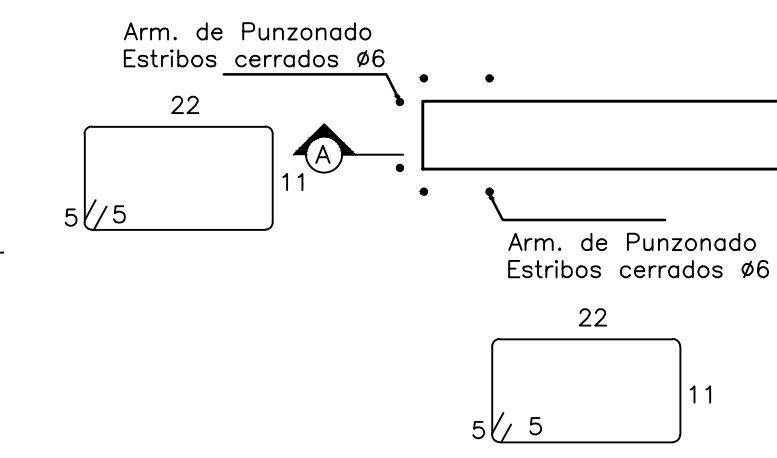 Arm. de Punzonado
Estribos cerrados ø6
22
11
5 5
A
Arm. de Punzonado
Estribos cerrados ø6
22
11
5 5